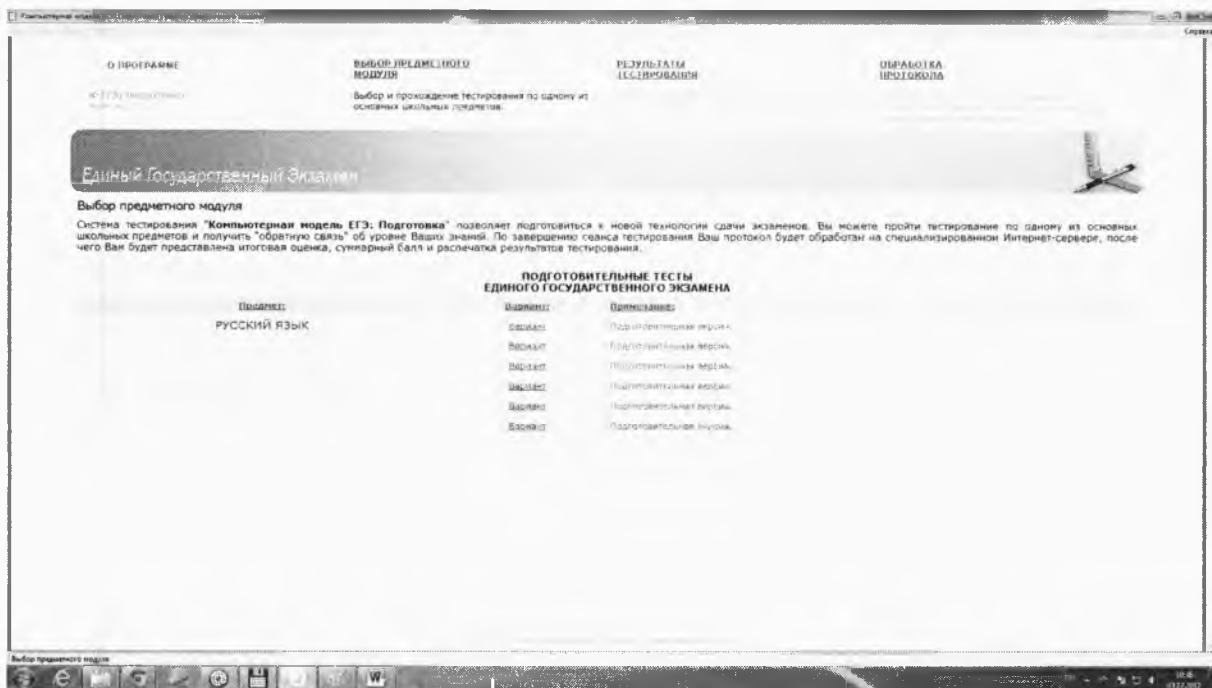 Компьютерная модель
Справка
О ПРОГРАММЕ
ВЫБОР ПРЕДМЕТНОГО
МОДУЛЯ
РЕЗУЛЬТАТЫ
ТЕСТИРОВАНИЯ
ОБРАБОТКА
ПРОТОКОЛА
Выбор и прохождение тестирования по одному из
основных школьных предметов.
Единый Государственный Экзамен
Выбор предметного модуля
Система тестирования "Компьютерная модель ЕГЭ: Подготовка" позволяет подготовиться к новой технологии сдачи экзаменов. Вы можете пройти тестирование по одному из основных
школьных предметов и получить "обратную связь" об уровне Ваших знаний. По завершению сеанса тестирования Ваш протокол будет обработан на специализированном Интернет-сервере, после
чего Вам будет представлена итоговая оценка, суммарный балл и распечатка результатов тестирования.
ПОДГОТОВИТЕЛЬНЫЕ ТЕСТЫ
ЕДИНОГО ГОСУДАРСТВЕННОГО ЭКЗАМЕНА
Предмет: Вариант: Примечание:
РУССКИЙ ЯЗЫК Вариант Подготовительная версия.
Вариант Подготовительная версия.
Вариант Подготовительная версия.
Вариант Подготовительная версия.
Вариант Подготовительная версия.
Вариант Подготовительная версия.
Выбор предметного модуля